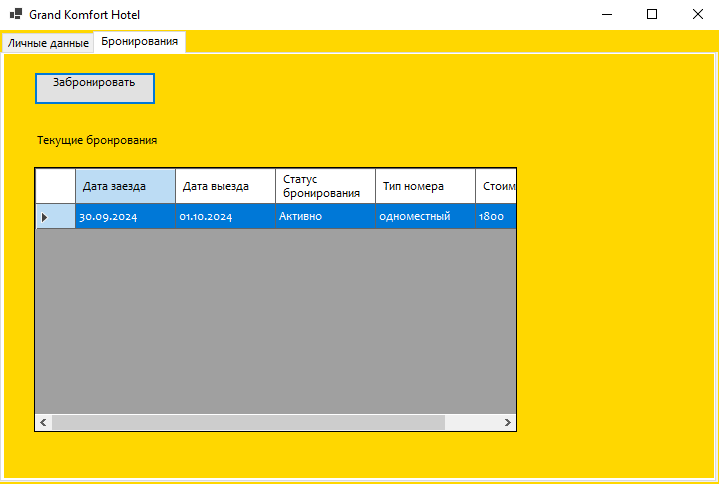 Grand Komfort Hotel
Личные данные Бронирования
Забронировать
Текущие бронрования
Дата заезда Дата выезда Статус бронирования Тип номера Стоим
30.09.2024 01.10.2024 Активно одноместный 1800